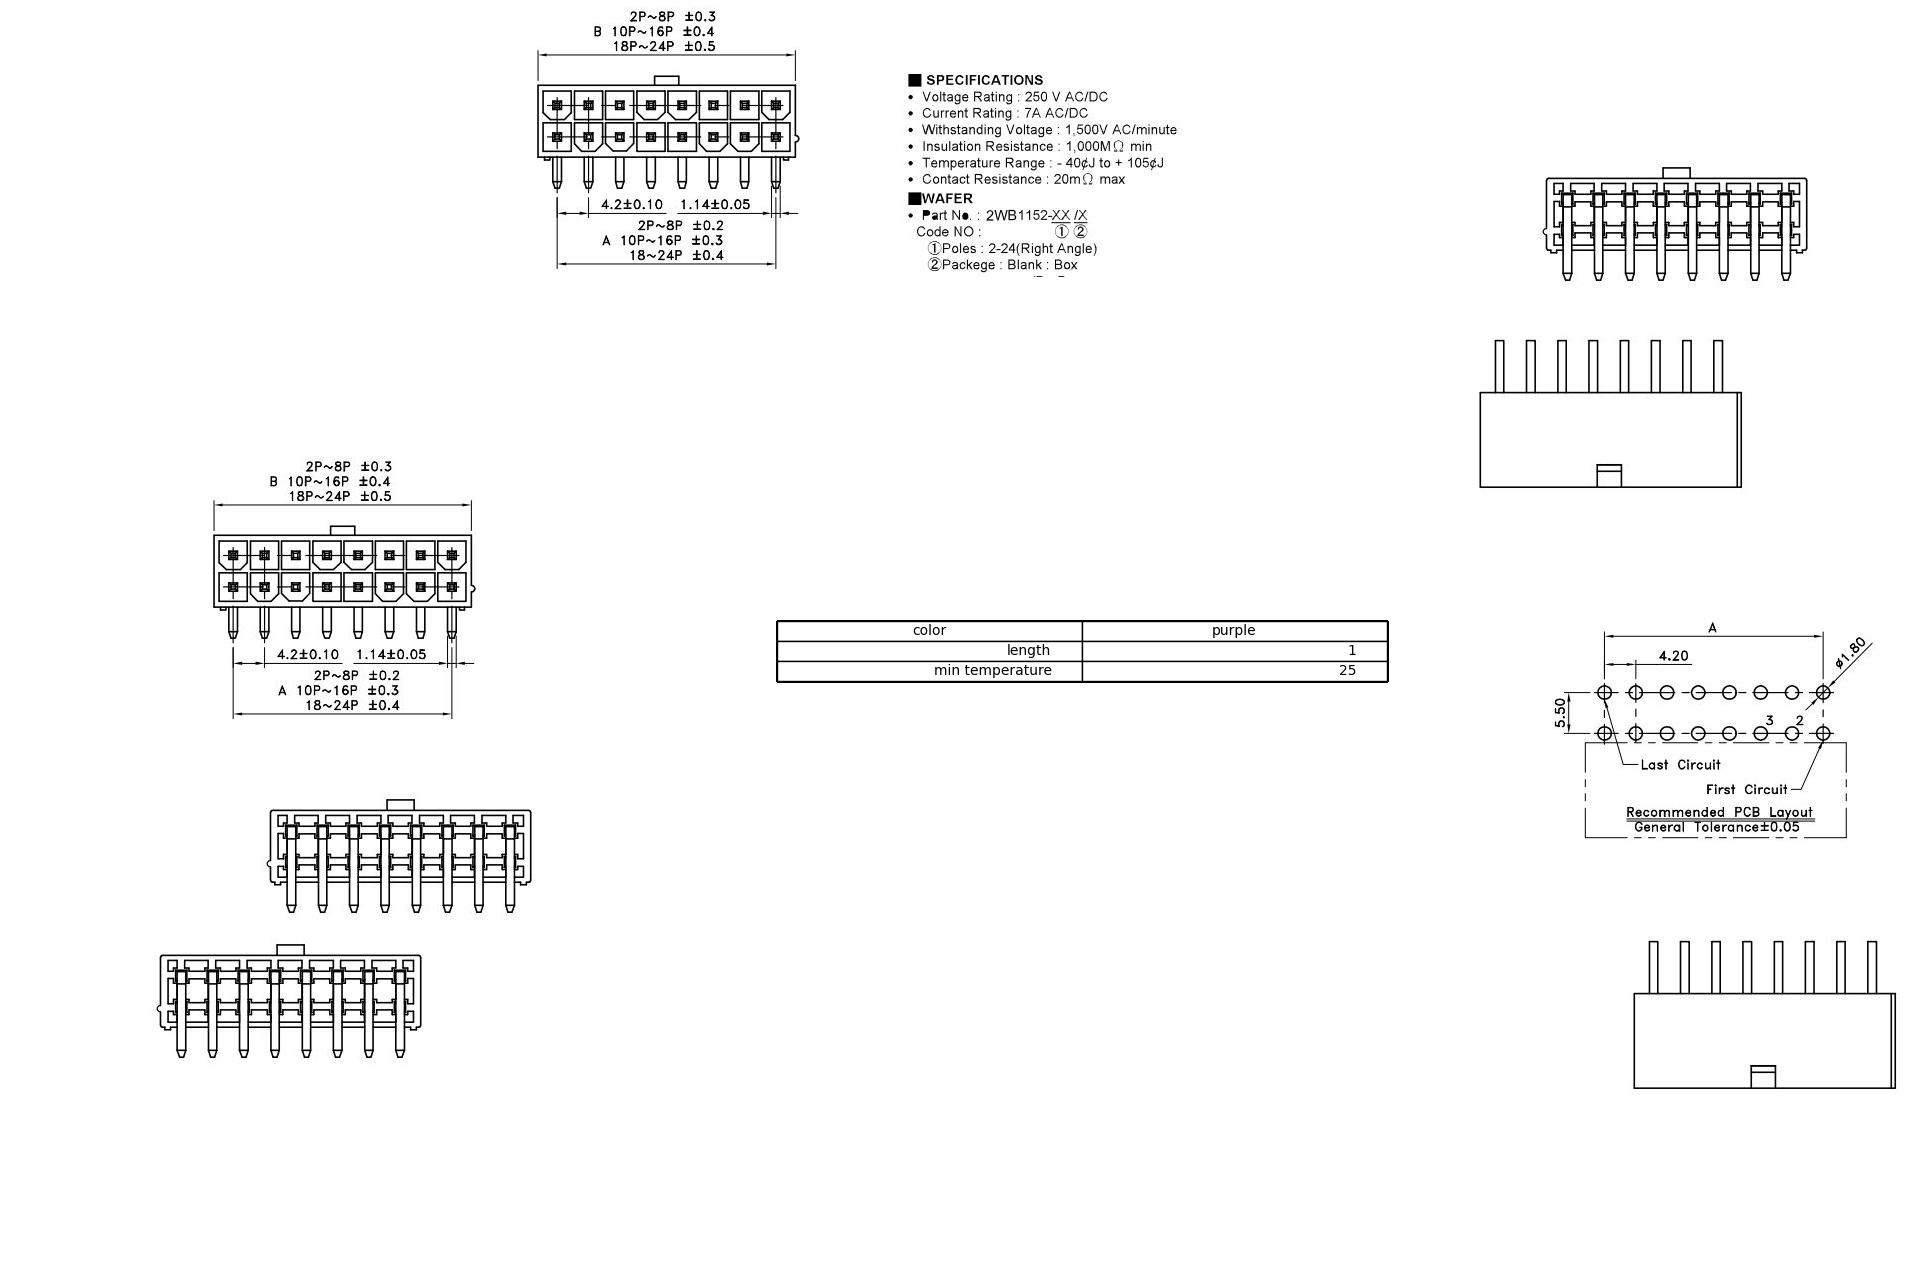 2P~8P ±0.3
B 10P~16P ±0.4
18P~24P ±0.5
4.2±0.10 1.14±0.05
2P~8P ±0.2
A 10P~16P ±0.3
18~24P ±0.4
■ SPECIFICATIONS
• Voltage Rating : 250 V AC/DC
• Current Rating : 7A AC/DC
• Withstanding Voltage : 1,500V AC/minute
• Insulation Resistance : 1,000MΩ min
• Temperature Range : - 40¢J to + 105¢J
• Contact Resistance : 20mΩ max
■WAFER
• Part No. : 2WB1152-XX /X
Code NO : ① ②
①Poles : 2-24(Right Angle)
②Packege : Blank : Box
2P~8P ±0.3
B 10P~16P ±0.4
18P~24P ±0.5
4.2±0.10 1.14±0.05
2P~8P ±0.2
A 10P~16P ±0.3
18~24P ±0.4
color purple
length 1
min temperature 25
A
4.20
ø1.80
5.50
3 2
Last Circuit
First Circuit
Recommended PCB Layout
General Tolerance±0.05